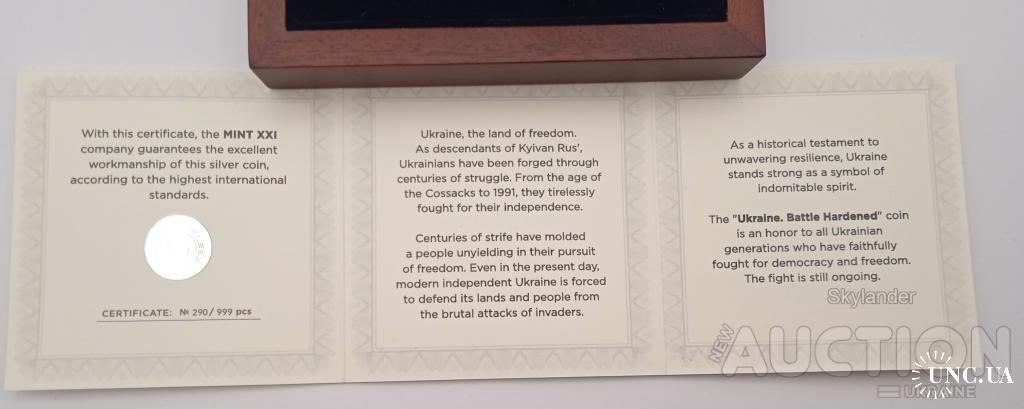 With this certificate, the MINT XXI
company guarantees the excellent
workmanship of this silver coin,
according to the highest international
standards.
CERTIFICATE: № 290/ 999 pcs
Ukraine, the land of freedom.
As descendants of Kyivan Rus',
Ukrainians have been forged through
centuries of struggle. From the age of
the Cossacks to 1991, they tirelessly
fought for their independence.
Centuries of strife have molded
a people unyielding in their pursuit
of freedom. Even in the present day,
modern independent Ukraine is forced
to defend its lands and people from
the brutal attacks of invaders.
As a historical testament to
unwavering resilience, Ukraine
stands strong as a symbol of
indomitable spirit.
The "Ukraine. Battle Hardened" coin
is an honor to all Ukrainian
generations who have faithfully
fought for democracy and freedom.
The fight is still ongoing.
Skylander
NEW AUCTION
UKRAINE
UNC.UA